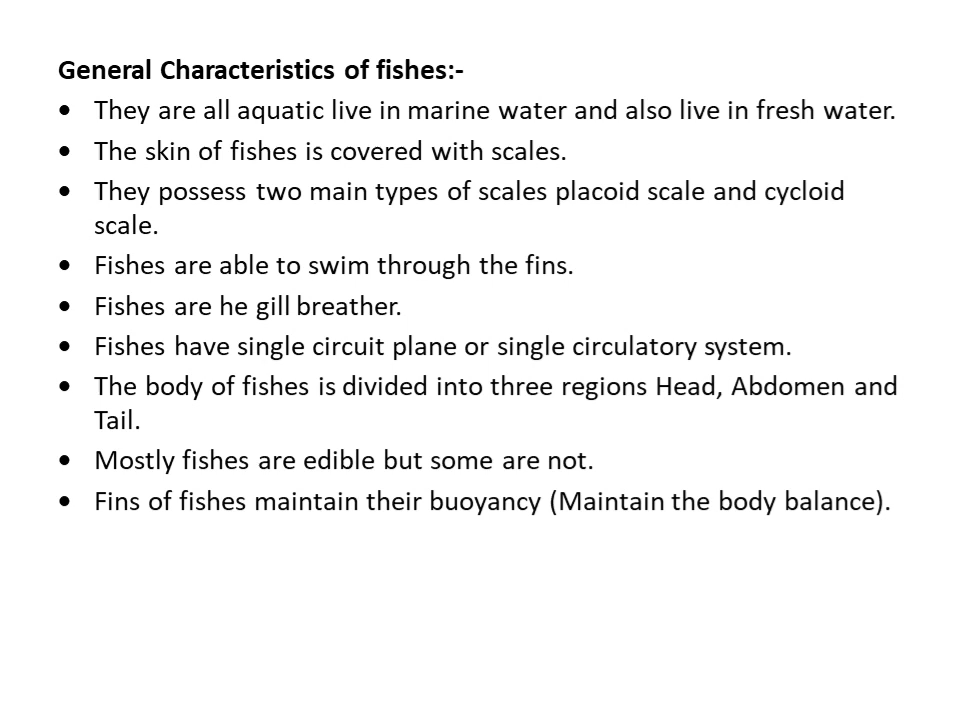 General Characteristics of fishes:-
• They are all aquatic live in marine water and also live in fresh water.
• The skin of fishes is covered with scales.
• They possess two main types of scales placoid scale and cycloid
scale.
• Fishes are able to swim through the fins.
• Fishes are he gill breather.
• Fishes have single circuit plane or single circulatory system.
• The body of fishes is divided into three regions Head, Abdomen and
Tail.
• Mostly fishes are edible but some are not.
• Fins of fishes maintain their buoyancy (Maintain the body balance).